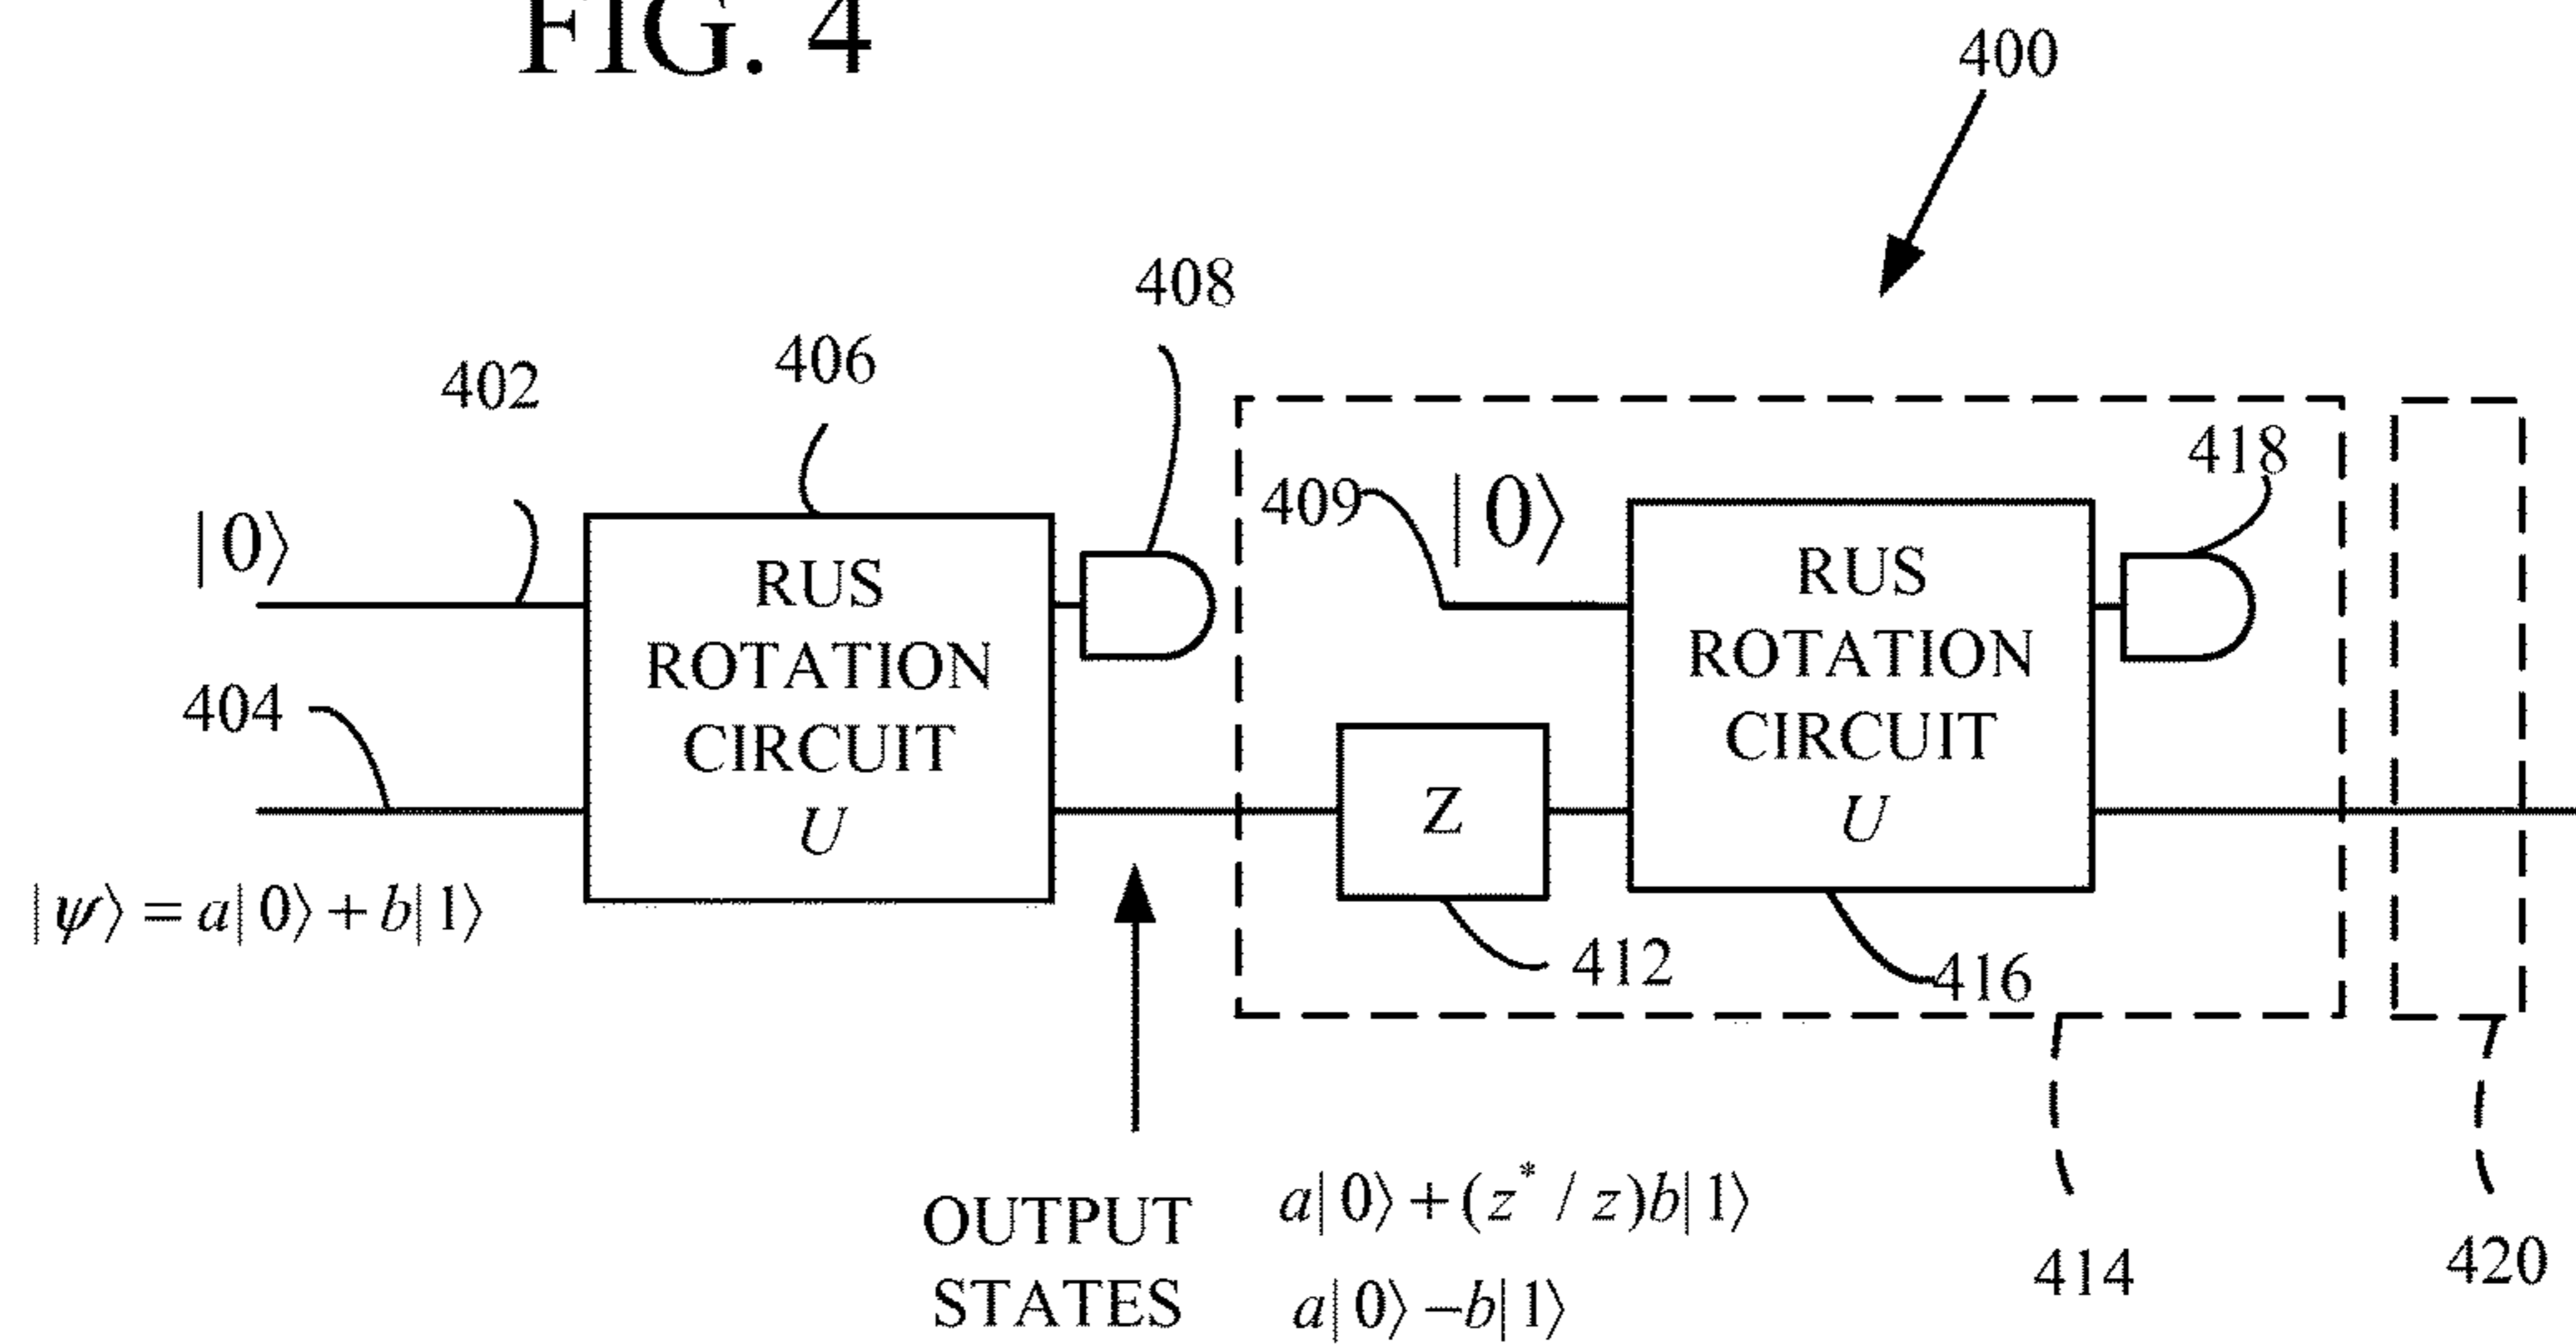 FIG. 4
400
408
406
402
418
409
|0⟩
|0⟩
RUS
ROTATION
CIRCUIT
U
RUS
ROTATION
CIRCUIT
U
404
Z
|ψ⟩ = a|0⟩ + b|1⟩
412
416
OUTPUT
STATES
a|0⟩ + (z* / z)b|1⟩
a|0⟩ − b|1⟩
414
420